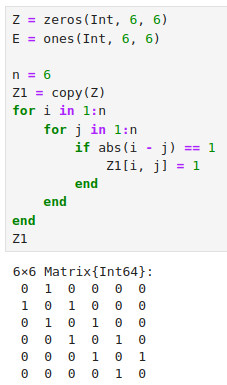 Z = zeros(Int, 6, 6)
E = ones(Int, 6, 6)

n = 6
Z1 = copy(Z)
for i in 1:n
    for j in 1:n
        if abs(i - j) == 1
            Z1[i, j] = 1
        end
    end
end
Z1

6×6 Matrix{Int64}:
 0  1  0  0  0  0
 1  0  1  0  0  0
 0  1  0  1  0  0
 0  0  1  0  1  0
 0  0  0  1  0  1
 0  0  0  0  1  0